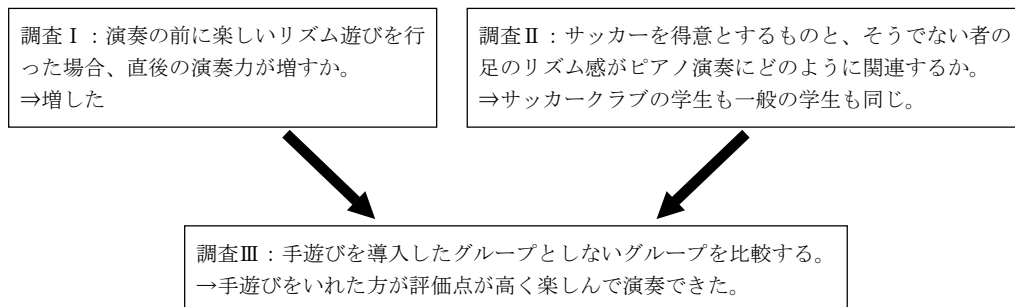 調査Ⅰ：演奏の前に楽しいリズム遊びを行
った場合、直後の演奏力が増すか。
⇒増した
調査Ⅱ：サッカーを得意とするものと、そうでない者の
足のリズム感がピアノ演奏にどのように関連するか。
⇒サッカークラブの学生も一般の学生も同じ。
調査Ⅲ：手遊びを導入したグループとしないグループを比較する。
→手遊びをいれた方が評価点が高く楽しんで演奏できた。